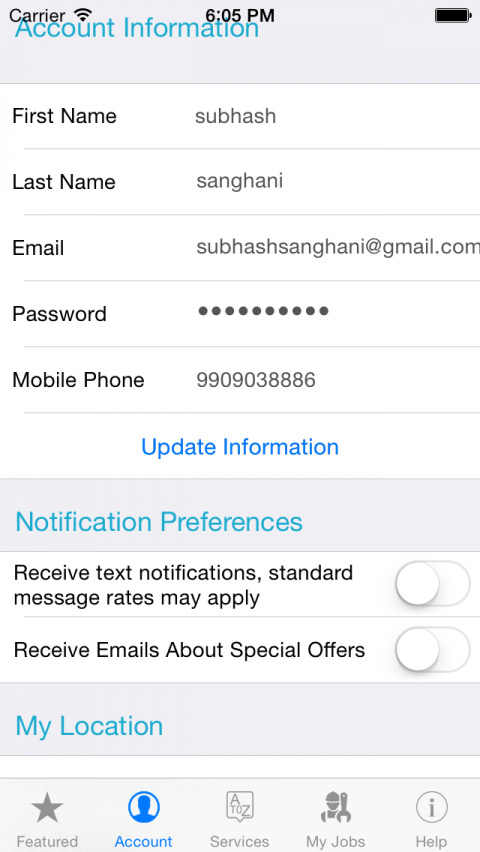 Carrier 6:05 PM
Account Information
First Name subhash
Last Name sanghani
Email subhashsanghani@gmail.com
Password ••••••••••
Mobile Phone 9909038886
Update Information
Notification Preferences
Receive text notifications, standard
message rates may apply
Receive Emails About Special Offers
My Location
A TO Z
Featured Account Services My Jobs Help